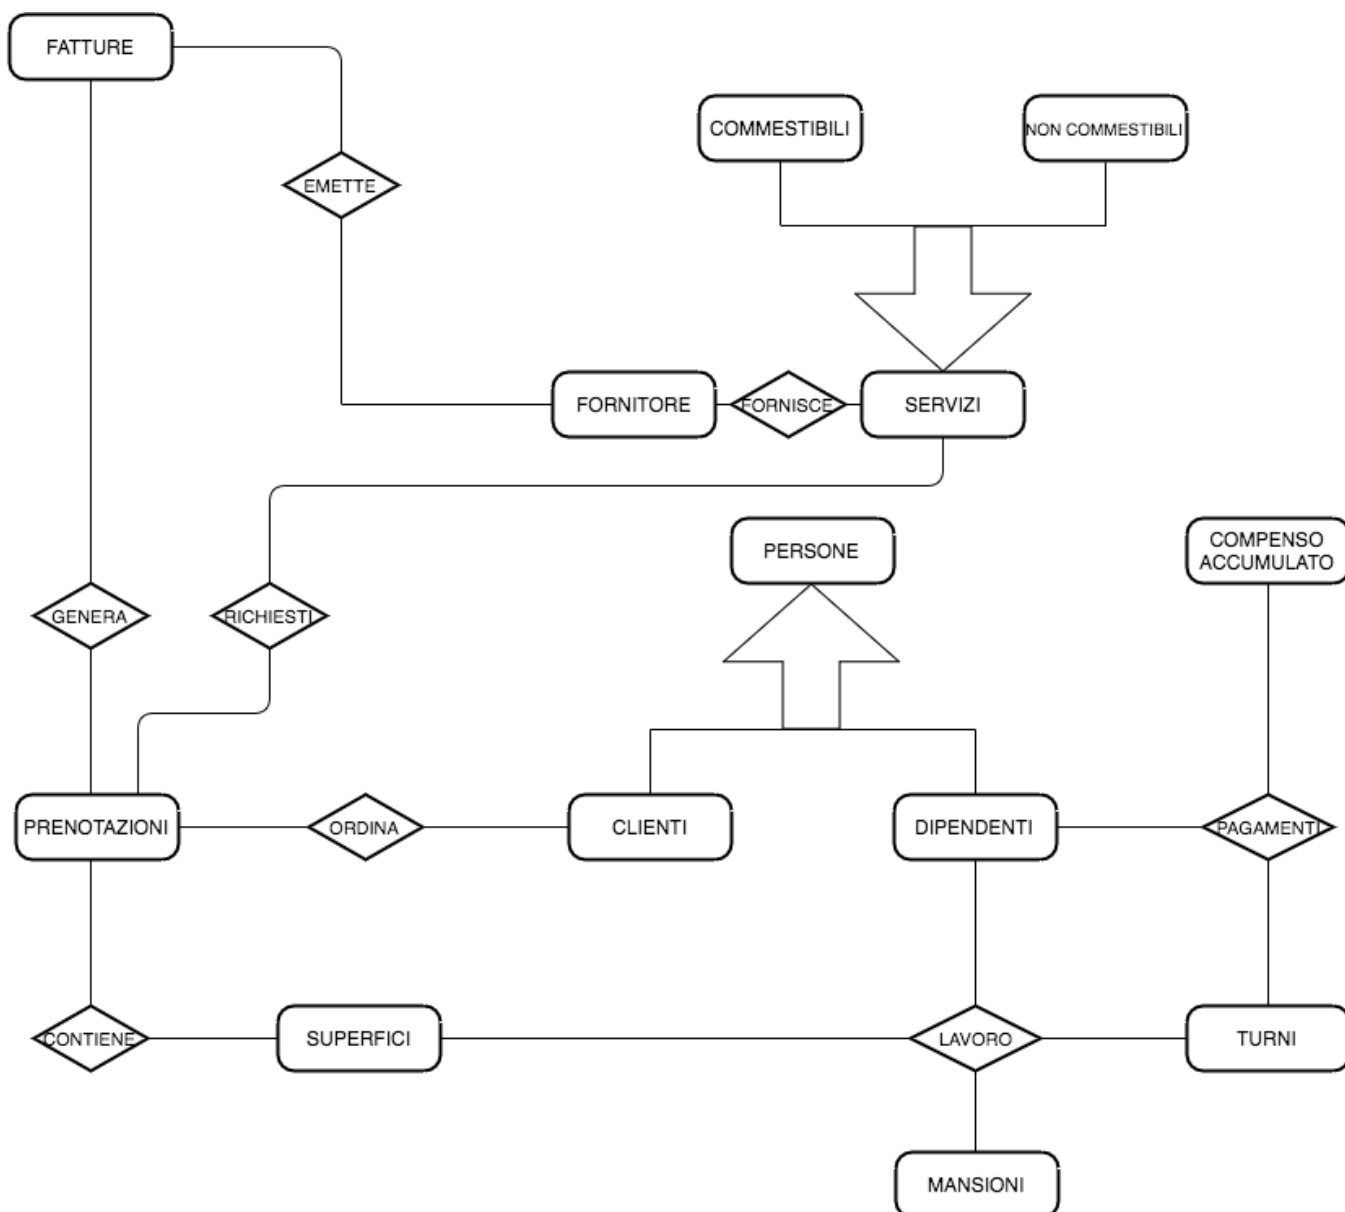 FATTURE
COMMESTIBILI
NON COMMESTIBILI
EMETTE
FORNITORE
FORNISCE
SERVIZI
PERSONE
COMPENSO
ACCUMULATO
GENERA
RICHIESTI
PRENOTAZIONI
ORDINA
CLIENTI
DIPENDENTI
PAGAMENTI
CONTIENE
SUPERFICI
LAVORO
TURNI
MANSIONI